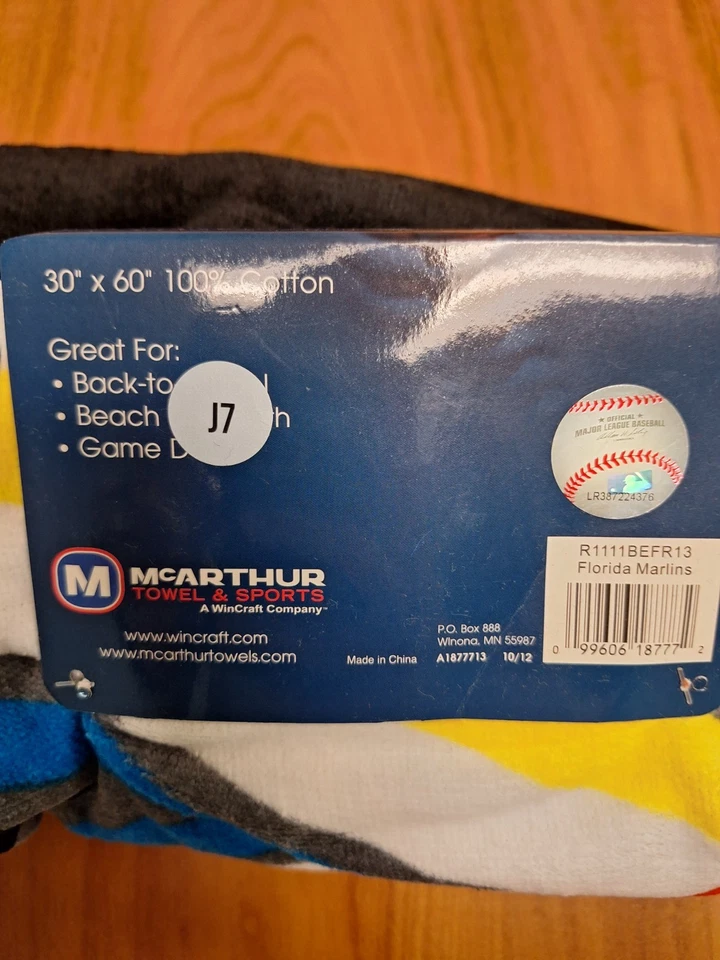 30" x 60" 100% Cotton
Great For:
• Back-to
J7
• Beach
• Game D
OFFICIAL
MAJOR LEAGUE BASEBALL
LR387224376
R1111BEFR13
Florida Marlins
0 99606 18777 2
M
McARTHUR
TOWEL & SPORTS
A WinCraft Company™
www.wincraft.com
www.mcarthurtowels.com
Made in China
P.O. Box 888
Winona, MN 55987
A1877713 10/12